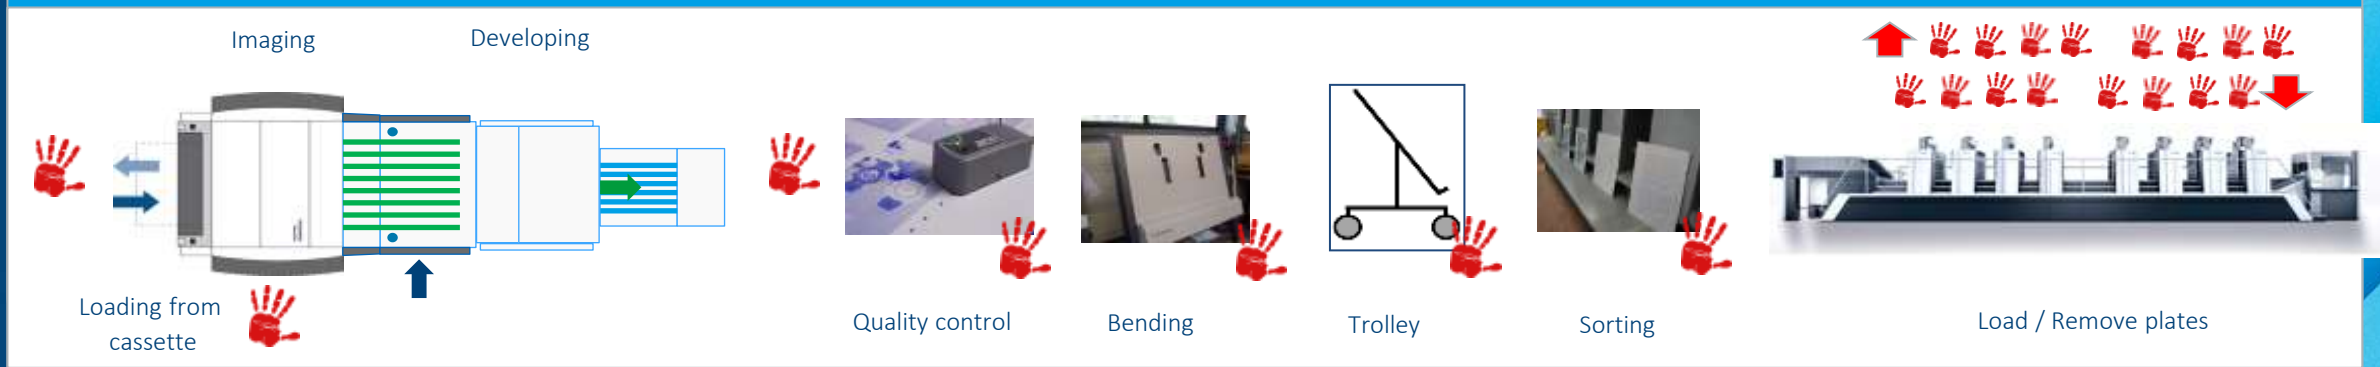 Imaging
Developing
Loading from
cassette
Quality control
Bending
Trolley
Sorting
Load / Remove plates